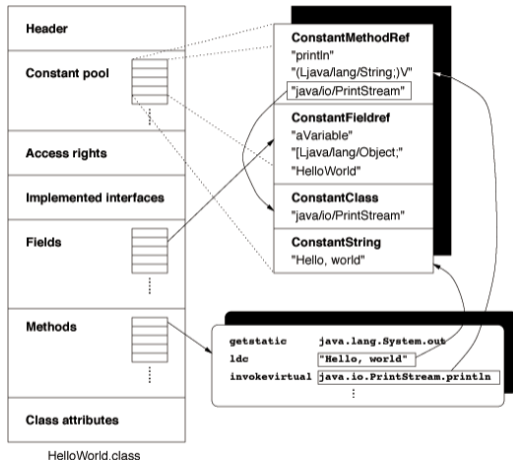 Header
Constant pool
Access rights
Implemented interfaces
Fields
Methods
Class attributes
HelloWorld.class
ConstantMethodRef
"println"
"(Ljava/lang/String;)V"
"java/io/PrintStream"
ConstantFieldref
"aVariable"
"[Ljava/lang/Object;"
"HelloWorld"
ConstantClass
"java/io/PrintStream"
ConstantString
"Hello, world"
getstatic java.lang.System.out
ldc "Hello, world"
invokevirtual java.io.PrintStream.println